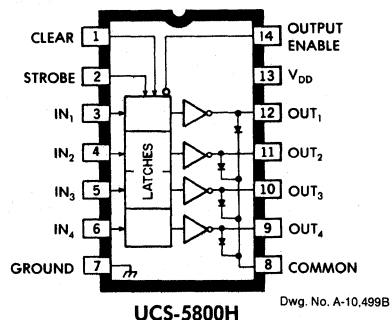 CLEAR 1 14 OUTPUT ENABLE
STROBE 2 13 VDD
IN1 3 12 OUT1
IN2 4 11 OUT2
LATCHES
IN3 5 10 OUT3
IN4 6 9 OUT4
GROUND 7 8 COMMON
Dwg. No. A-10,499B
UCS-5800H